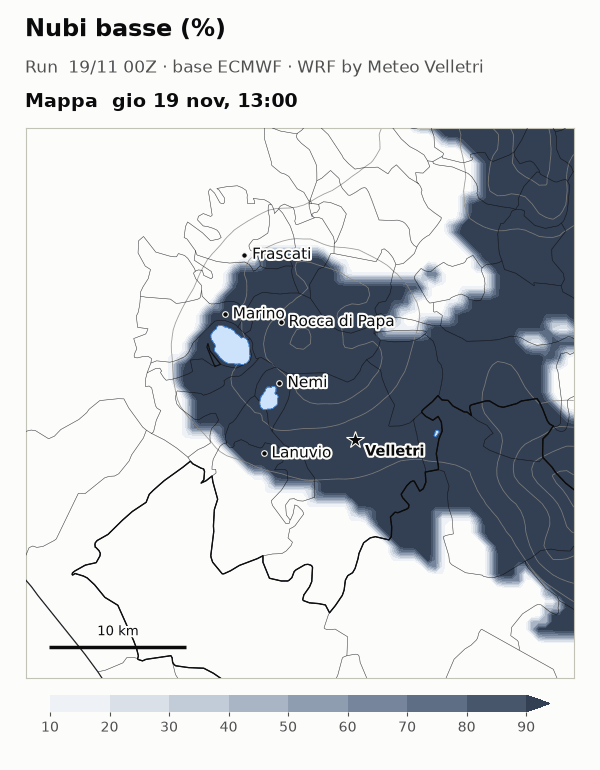 Nubi basse (%)
Run 19/11 00Z · base ECMWF · WRF by Meteo Velletri
Mappa gio 19 nov, 13:00
Frascati
Marino
Rocca di Papa
Nemi
Velletri
Lanuvio
10 km
10 20 30 40 50 60 70 80 90